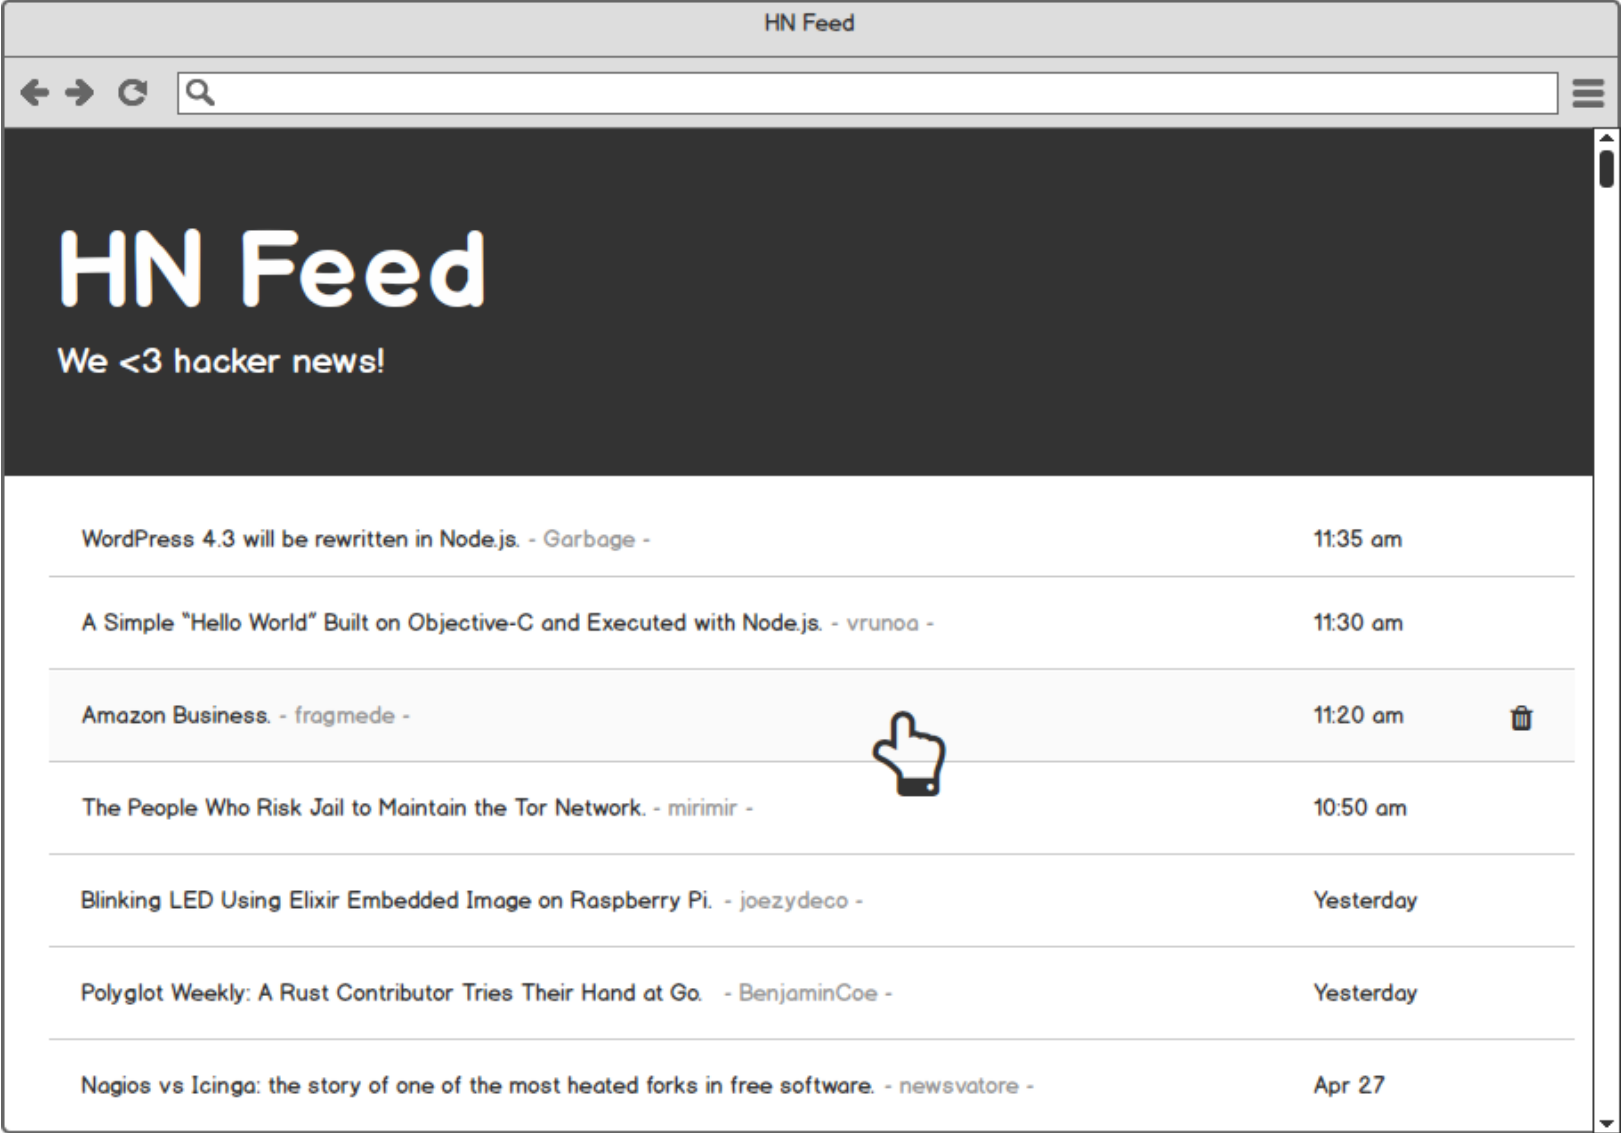 HN Feed
HN Feed
We <3 hacker news!
WordPress 4.3 will be rewritten in Node.js. - Garbage - 11:35 am
A Simple “Hello World” Built on Objective-C and Executed with Node.js. - vrunoa - 11:30 am
Amazon Business. - fragmede - 11:20 am
The People Who Risk Jail to Maintain the Tor Network. - mirimir - 10:50 am
Blinking LED Using Elixir Embedded Image on Raspberry Pi. - joezydeco - Yesterday
Polyglot Weekly: A Rust Contributor Tries Their Hand at Go. - BenjaminCoe - Yesterday
Nagios vs Icinga: the story of one of the most heated forks in free software. - newsvatore - Apr 27